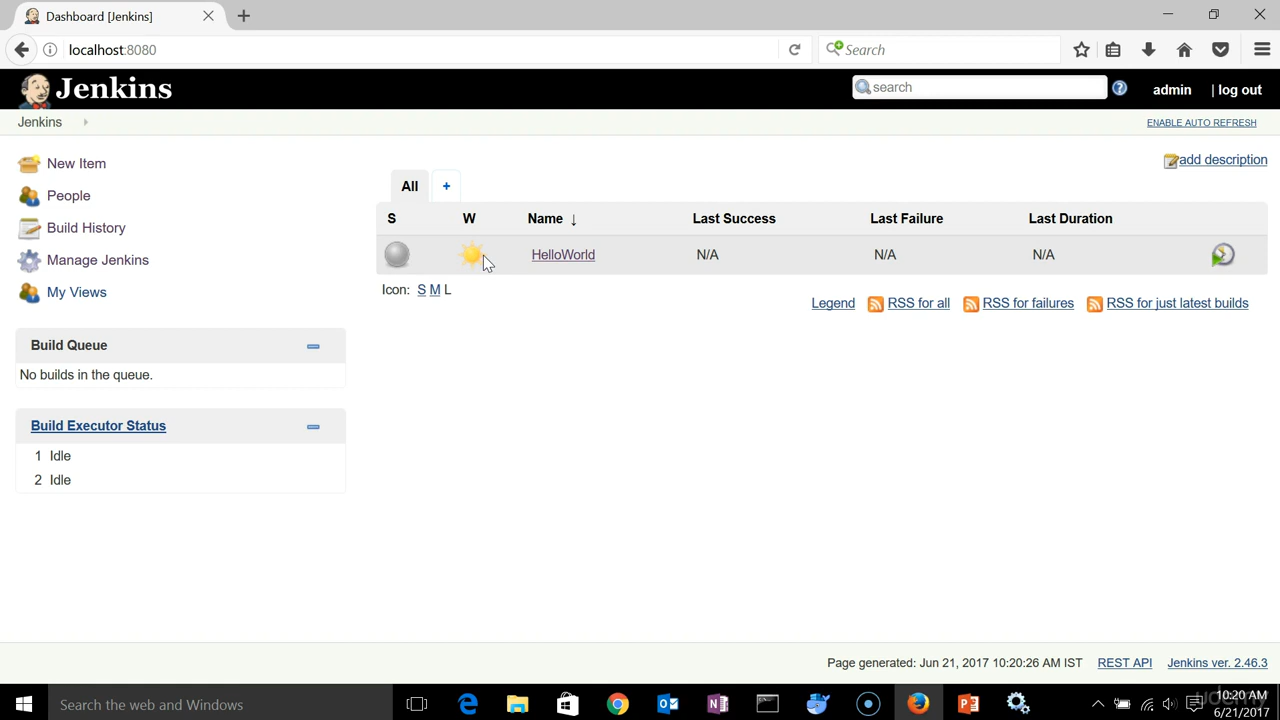 Dashboard [Jenkins]
localhost:8080
Search
Jenkins
search
admin
| log out
Jenkins
ENABLE AUTO REFRESH
New Item
People
Build History
Manage Jenkins
My Views
add description
All
+
S W Name ↓ Last Success Last Failure Last Duration
HelloWorld N/A N/A N/A
Icon: S M L
Legend RSS for all RSS for failures RSS for just latest builds
Build Queue
No builds in the queue.
Build Executor Status
1 Idle
2 Idle
Page generated: Jun 21, 2017 10:20:26 AM IST REST API Jenkins ver. 2.46.3
Search the web and Windows
10:20 AM
6/21/2017
udemy